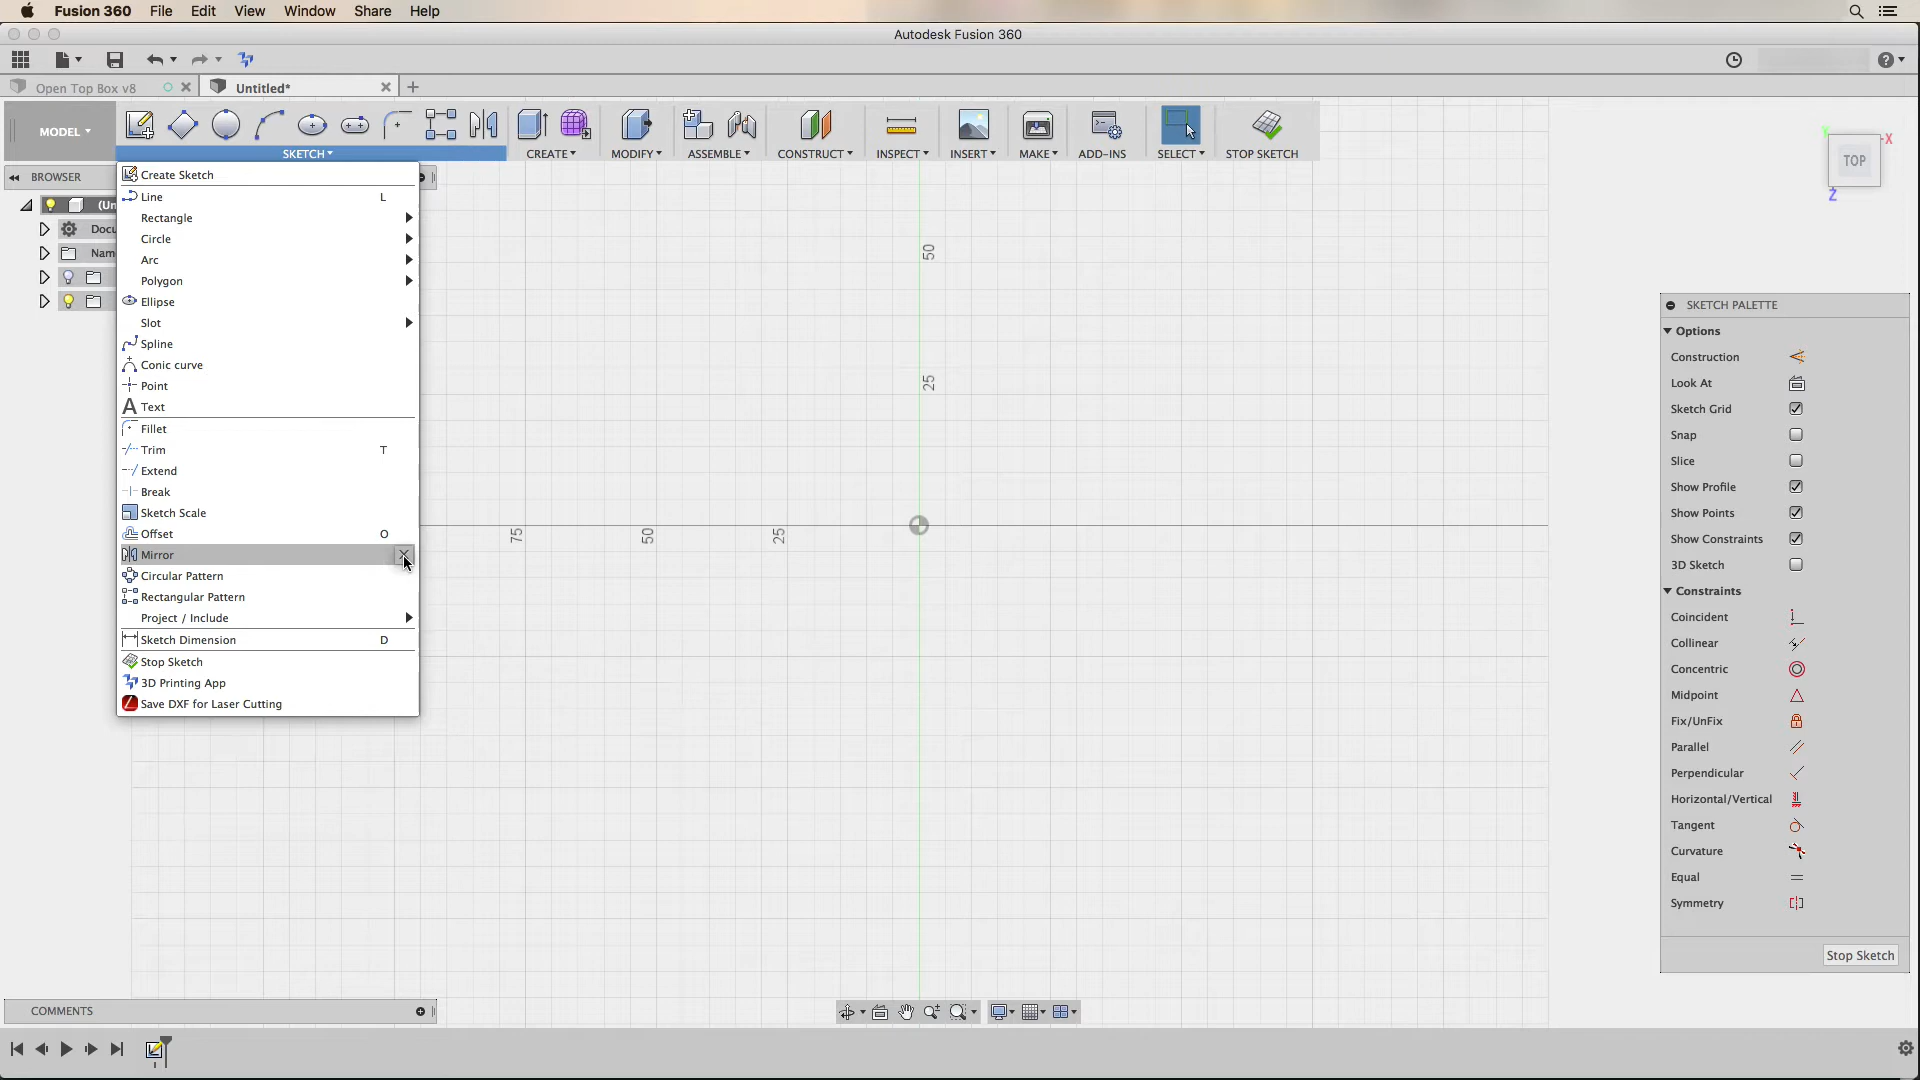 Fusion 360 File Edit View Window Share Help
Autodesk Fusion 360
Open Top Box v8
Untitled*
MODEL
SKETCH
CREATE
MODIFY
ASSEMBLE
CONSTRUCT
INSPECT
INSERT
MAKE
ADD-INS
SELECT
STOP SKETCH
BROWSER
(Un
Docu
Nam
Create Sketch
Line L
Rectangle
Circle
Arc
Polygon
Ellipse
Slot
Spline
Conic curve
Point
Text
Fillet
Trim T
Extend
Break
Sketch Scale
Offset O
Mirror
Circular Pattern
Rectangular Pattern
Project / Include
Sketch Dimension D
Stop Sketch
3D Printing App
Save DXF for Laser Cutting
50
25
75
50
25
X
TOP
Z
SKETCH PALETTE
Options
Construction
Look At
Sketch Grid
Snap
Slice
Show Profile
Show Points
Show Constraints
3D Sketch
Constraints
Coincident
Collinear
Concentric
Midpoint
Fix/UnFix
Parallel
Perpendicular
Horizontal/Vertical
Tangent
Curvature
Equal
Symmetry
Stop Sketch
COMMENTS